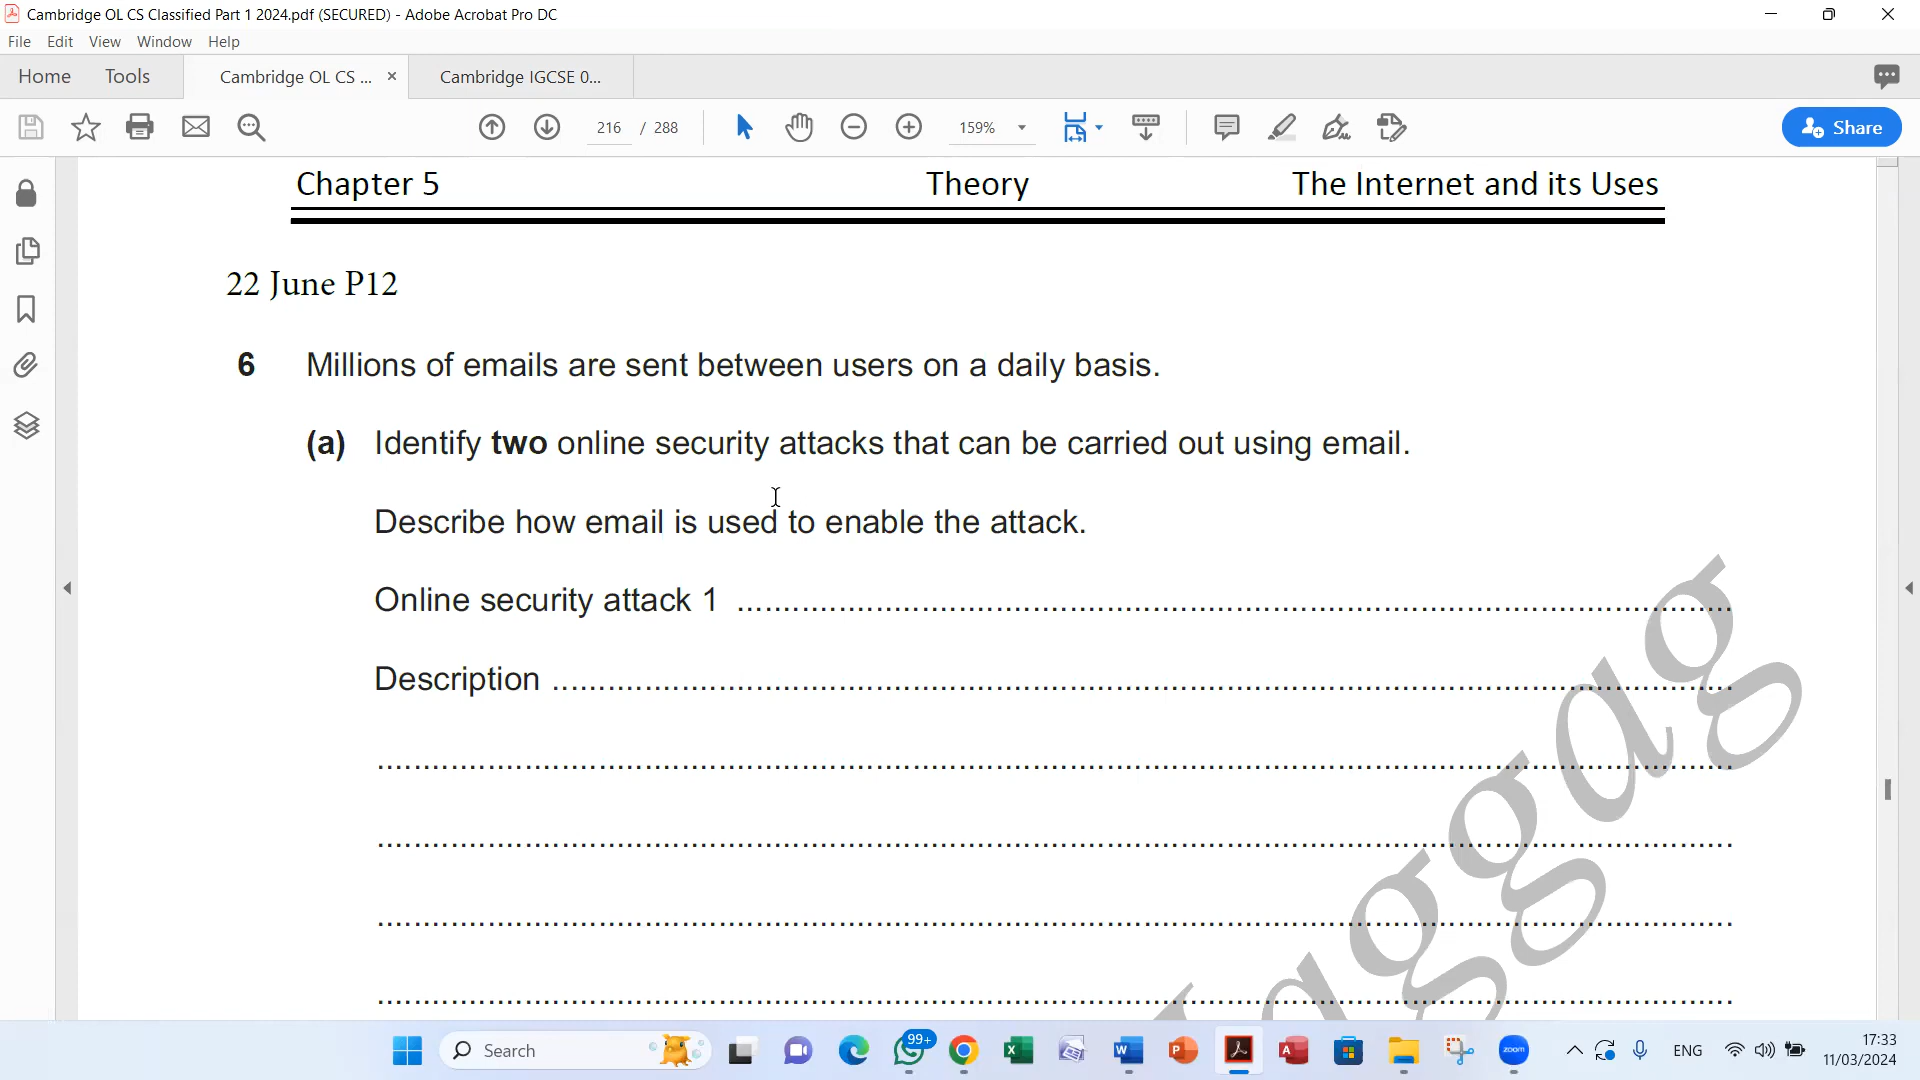 Cambridge OL CS Classified Part 1 2024.pdf (SECURED) - Adobe Acrobat Pro DC
File Edit View Window Help
Home Tools Cambridge OL CS ... × Cambridge IGCSE 0...
216 / 288 159% Share
Chapter 5 Theory The Internet and its Uses
22 June P12
6 Millions of emails are sent between users on a daily basis.
(a) Identify two online security attacks that can be carried out using email.
Describe how email is used to enable the attack.
Online security attack 1 ....................
Description ....................
....................
....................
....................
....................
Search 99+ zoom ENG 17:33
11/03/2024